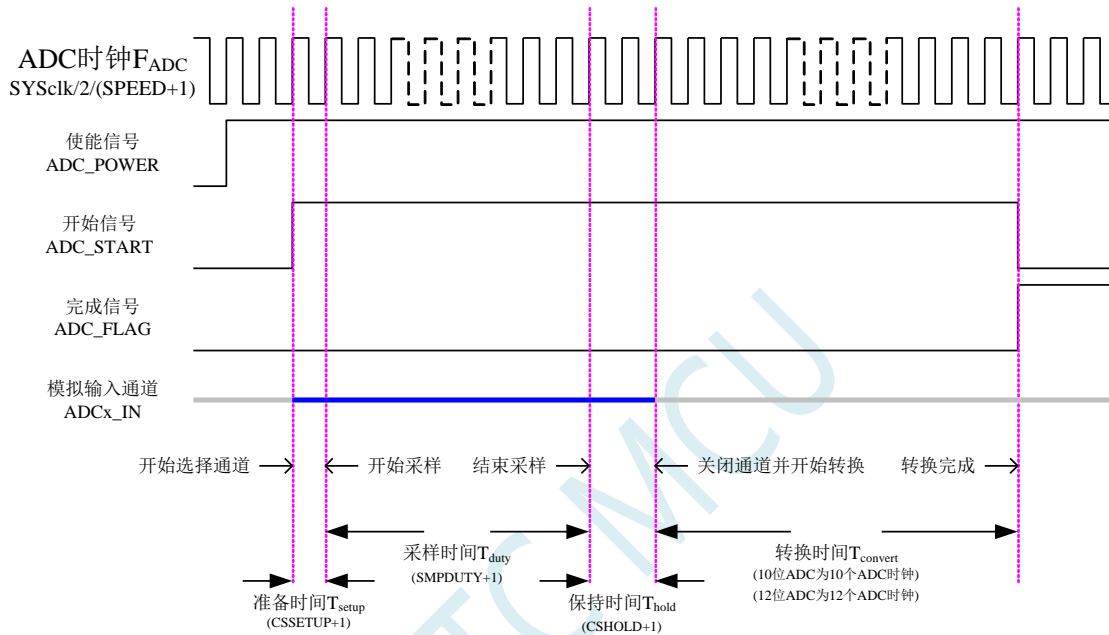 ADC时钟FADC
SYSclk/2/(SPEED+1)
使能信号
ADC_POWER
开始信号
ADC_START
完成信号
ADC_FLAG
模拟输入通道
ADCx_IN
开始选择通道 开始采样 结束采样 关闭通道并开始转换 转换完成
采样时间Tduty
(SMPDUTY+1)
转换时间Tconvert
(10位ADC为10个ADC时钟)
(12位ADC为12个ADC时钟)
准备时间Tsetup
(CSSETUP+1)
保持时间Thold
(CSHOLD+1)
TC MCU